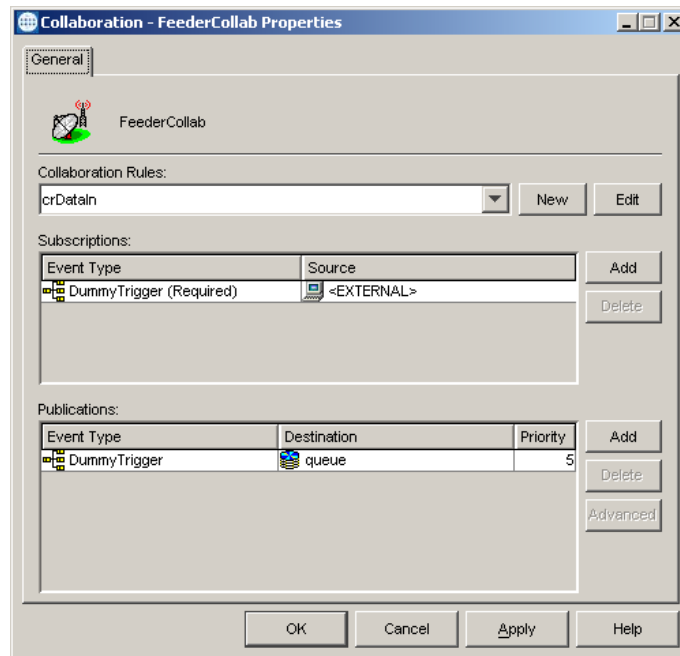 Collaboration - FeederCollab Properties
General
FeederCollab
Collaboration Rules:
crDataIn New Edit
Subscriptions:
Event Type Source Add
DummyTrigger (Required) <EXTERNAL>
Delete
Publications:
Event Type Destination Priority Add
DummyTrigger queue 5
Delete
Advanced
OK Cancel Apply Help